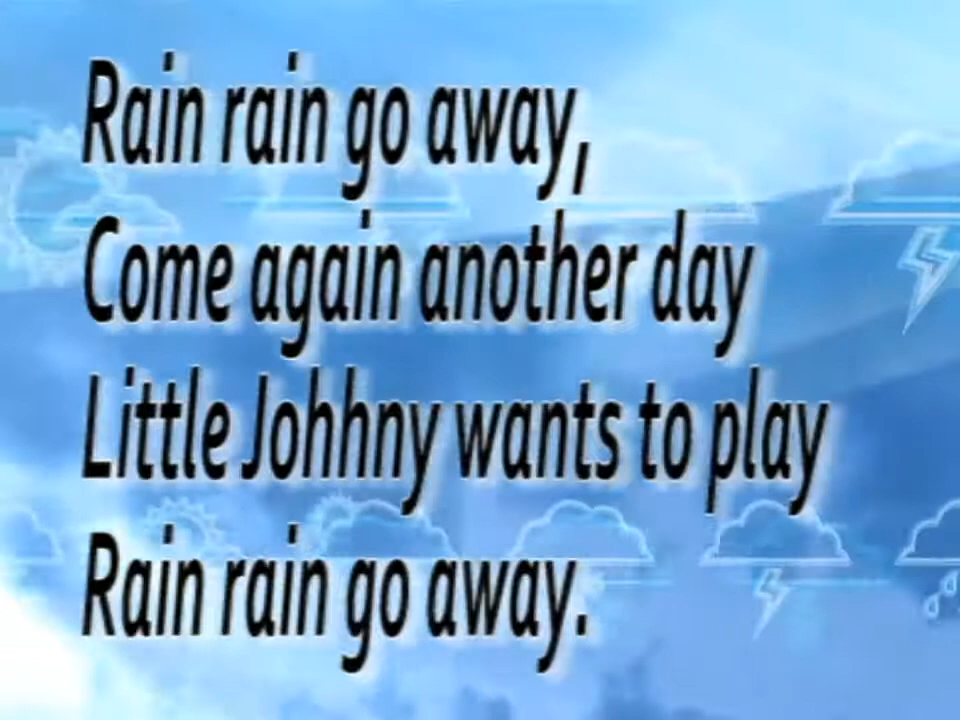 Rain rain go away,
Come again another day
Little Johhny wants to play
Rain rain go away.